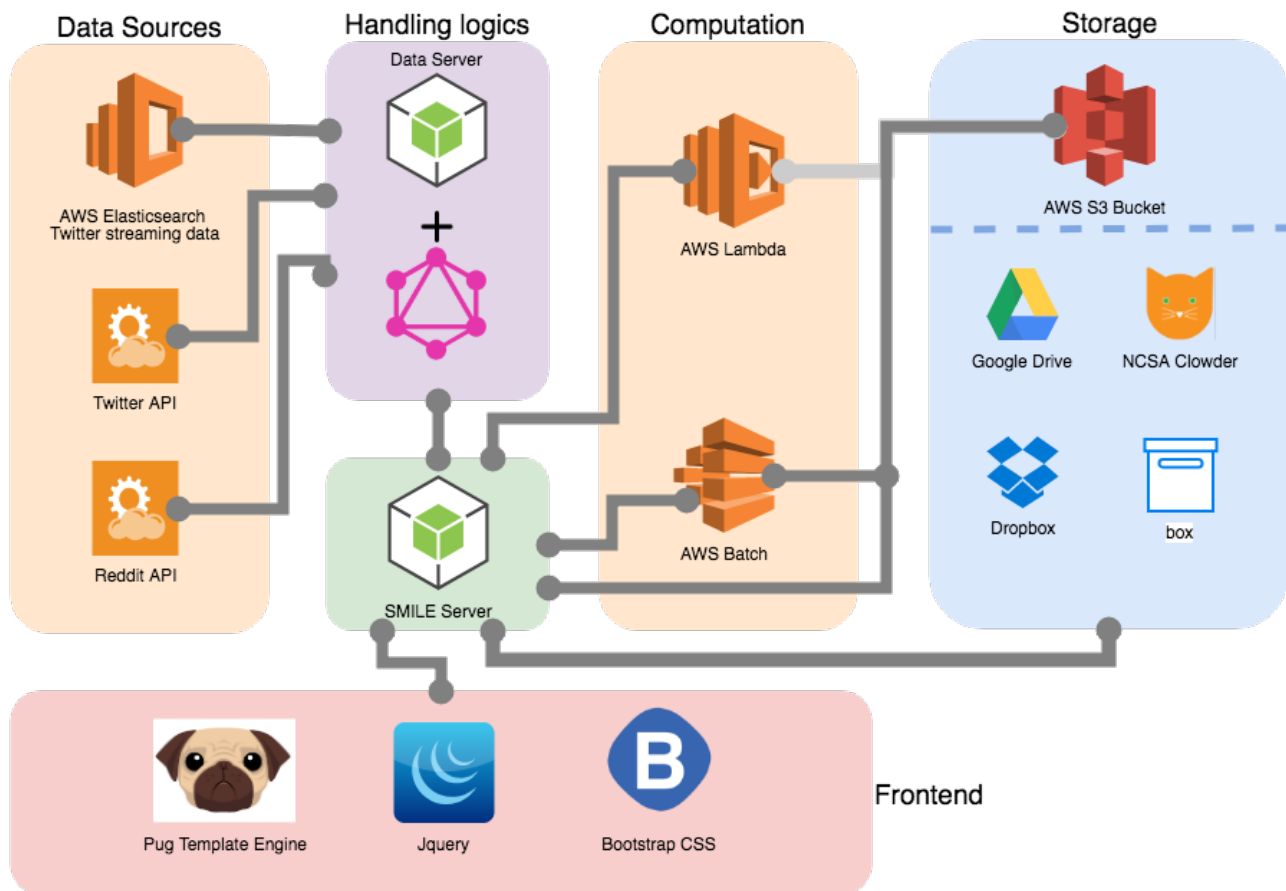 Data Sources
Handling logics
Computation
Storage
Data Server
AWS Elasticsearch
Twitter streaming data
Twitter API
Reddit API
+
SMILE Server
AWS Lambda
AWS Batch
AWS S3 Bucket
Google Drive
NCSA Clowder
Dropbox
box
Pug Template Engine
Jquery
B
Bootstrap CSS
Frontend